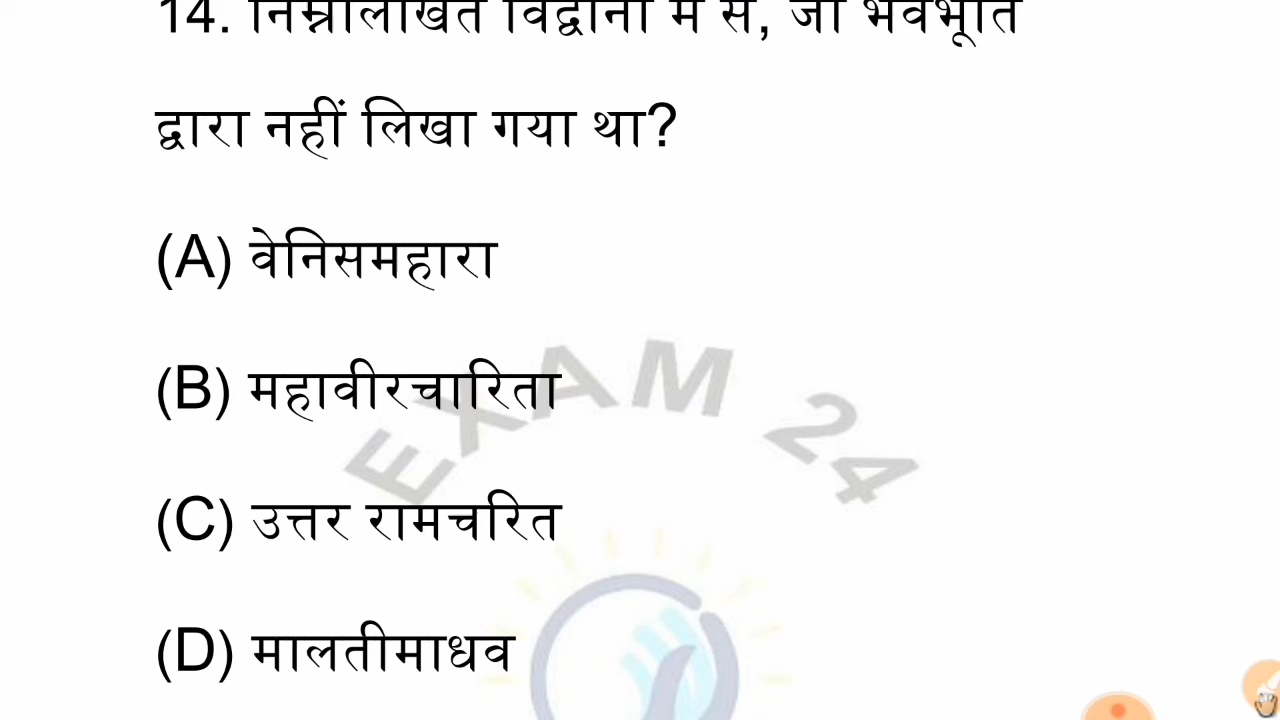 14. निम्नलिखित विद्वानों में से, जो भवभूति
द्वारा नहीं लिखा गया था?
(A) वेनिसमहारा
(B) महावीरचारिता
EXAM 24
(C) उत्तर रामचरित
(D) मालतीमाधव